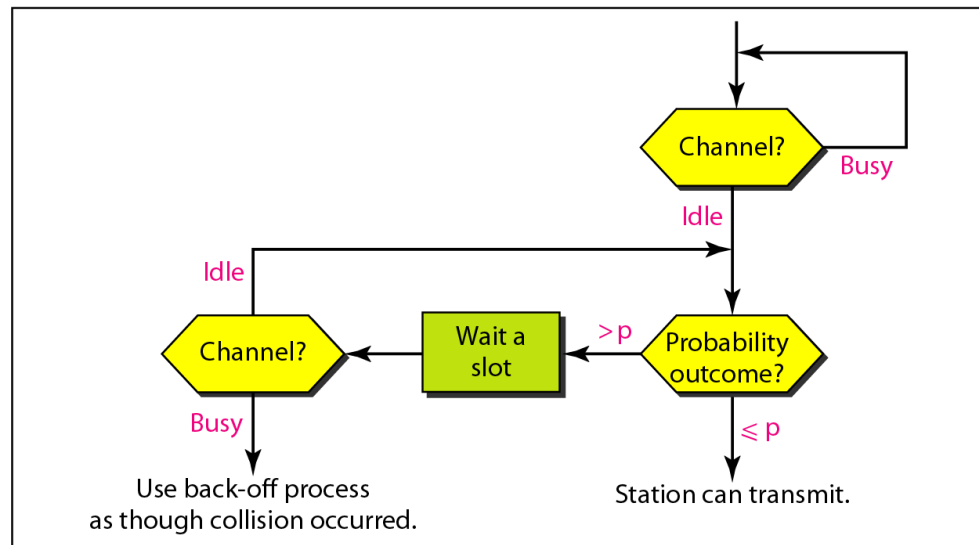 Channel?
Busy
Idle
Idle
Channel?
Wait a
slot
> p
Probability
outcome?
Busy
≤ p
Use back-off process
as though collision occurred.
Station can transmit.